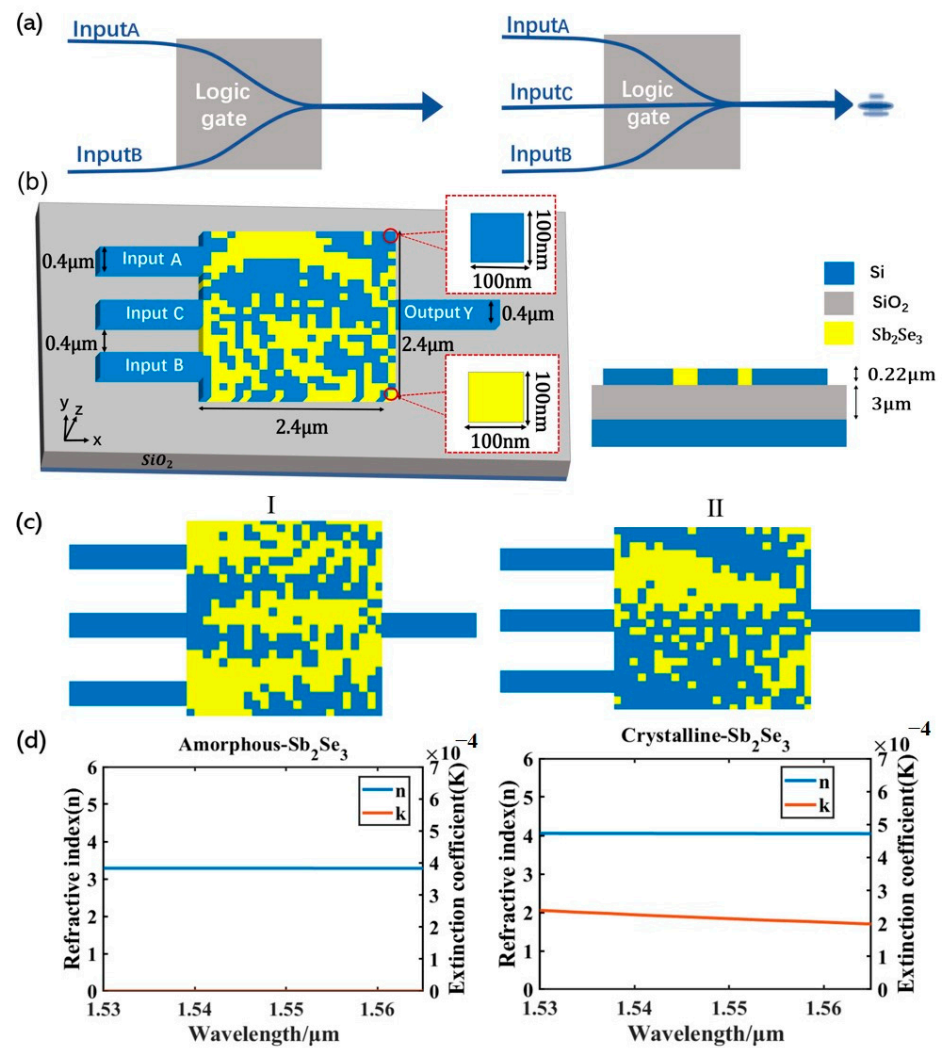 (a)
InputA
Logic
gate
InputB
InputA
InputC
Logic
gate
InputB
(b)
0.4μm
Input A
Input C
0.4μm
Input B
Output Y
0.4μm
2.4μm
2.4μm
100nm
100nm
100nm
100nm
y
z
x
SiO₂
Si
SiO₂
Sb₂Se₃
0.22μm
3μm
(c)
I
II
(d)
Amorphous-Sb₂Se₃
×10⁻⁴
Refractive index(n)
6
5
4
3
2
1
0
7
6
5
4
3
2
1
0
Extinction coefficient(K)
n
k
1.53
1.54
1.55
1.56
Wavelength/μm
Crystalline-Sb₂Se₃
×10⁻⁴
Refractive index(n)
6
5
4
3
2
1
0
7
6
5
4
3
2
1
0
Extinction coefficient(K)
n
k
1.53
1.54
1.55
1.56
Wavelength/μm